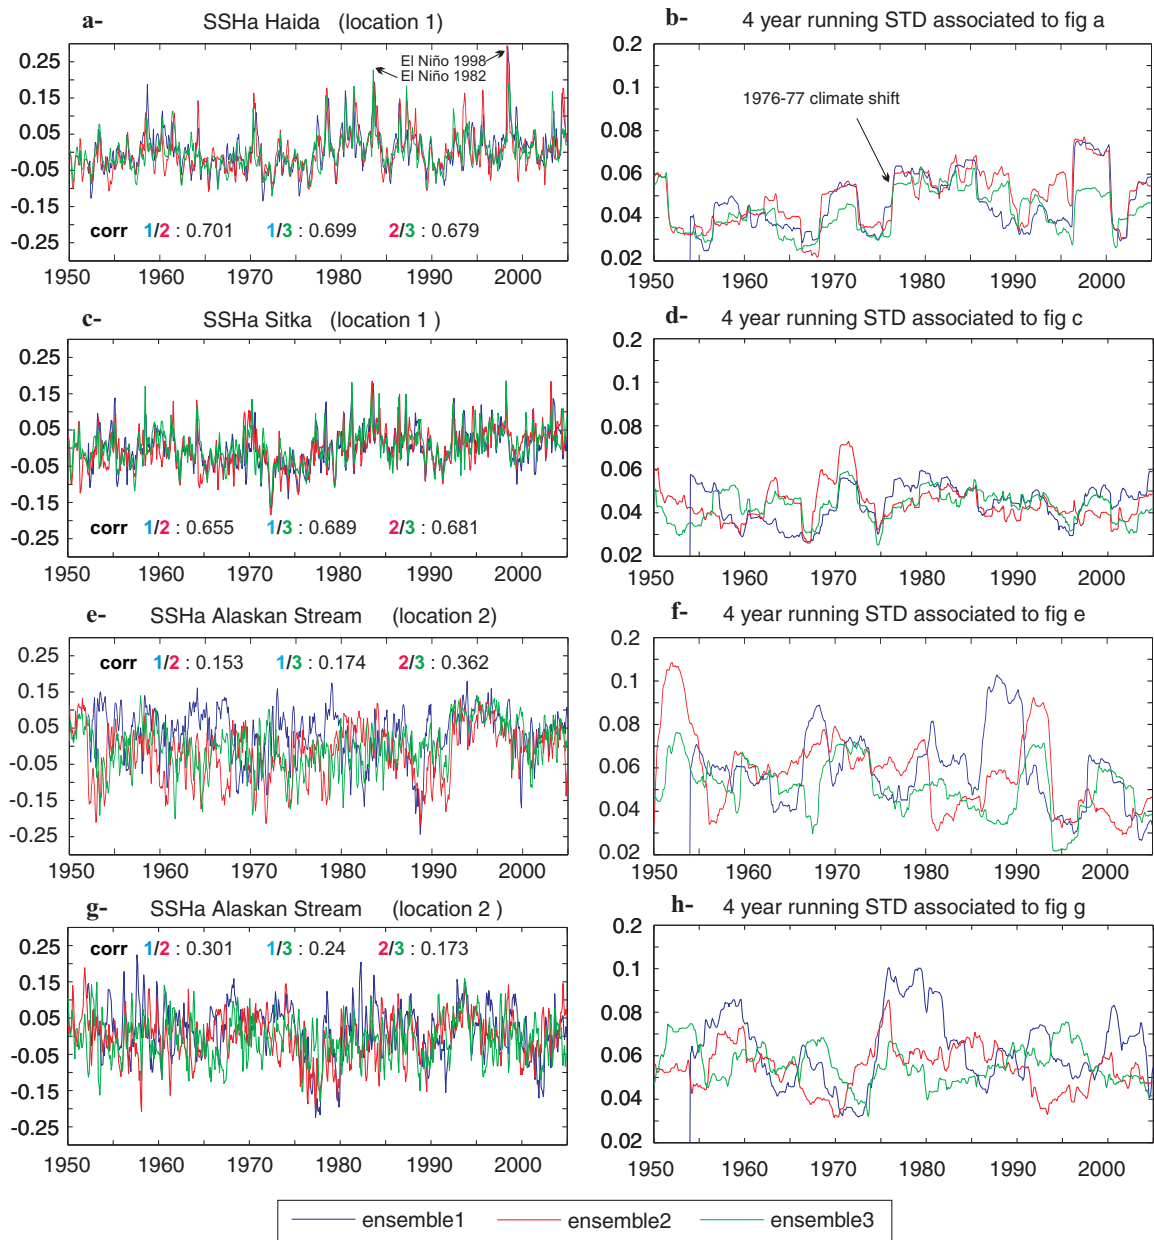 a- SSHa Haida (location 1)
0.25
0.15
0.05
-0.05
-0.15
-0.25
El Niño 1998
El Niño 1982
corr 1/2 : 0.701 1/3 : 0.699 2/3 : 0.679
1950 1960 1970 1980 1990 2000
b- 4 year running STD associated to fig a
0.2
0.1
0.08
0.06
0.04
0.02
1976-77 climate shift
1950 1960 1970 1980 1990 2000
c- SSHa Sitka (location 1 )
0.25
0.15
0.05
-0.05
-0.15
-0.25
corr 1/2 : 0.655 1/3 : 0.689 2/3 : 0.681
1950 1960 1970 1980 1990 2000
d- 4 year running STD associated to fig c
0.2
0.1
0.08
0.06
0.04
0.02
1950 1960 1970 1980 1990 2000
e- SSHa Alaskan Stream (location 2)
corr 1/2 : 0.153 1/3 : 0.174 2/3 : 0.362
0.25
0.15
0.05
-0.05
-0.15
-0.25
1950 1960 1970 1980 1990 2000
f- 4 year running STD associated to fig e
0.2
0.1
0.08
0.06
0.04
0.02
1950 1960 1970 1980 1990 2000
g- SSHa Alaskan Stream (location 2 )
corr 1/2 : 0.301 1/3 : 0.24 2/3 : 0.173
0.25
0.15
0.05
-0.05
-0.15
-0.25
1950 1960 1970 1980 1990 2000
h- 4 year running STD associated to fig g
0.2
0.1
0.08
0.06
0.04
0.02
1950 1960 1970 1980 1990 2000
ensemble1 ensemble2 ensemble3